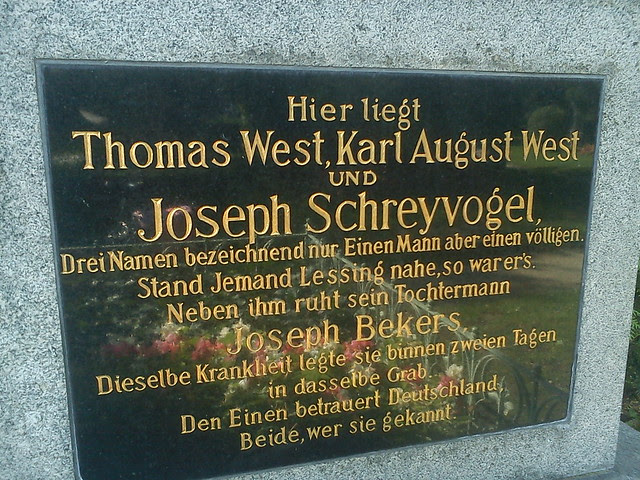 Hier liegt
Thomas West, Karl August West
UND
Joseph Schreyvogel,
Drei Namen bezeichnend nur Einen Mann aber einen völligen.
Stand Jemand Lessing nahe, so war er's.
Neben ihm ruht sein Tochtermann
Joseph Bekers.
Dieselbe Krankheit legte sie binnen zweien Tagen
in dasselbe Grab.
Den Einen betrauert Deutschland,
Beide, wer sie gekannt.